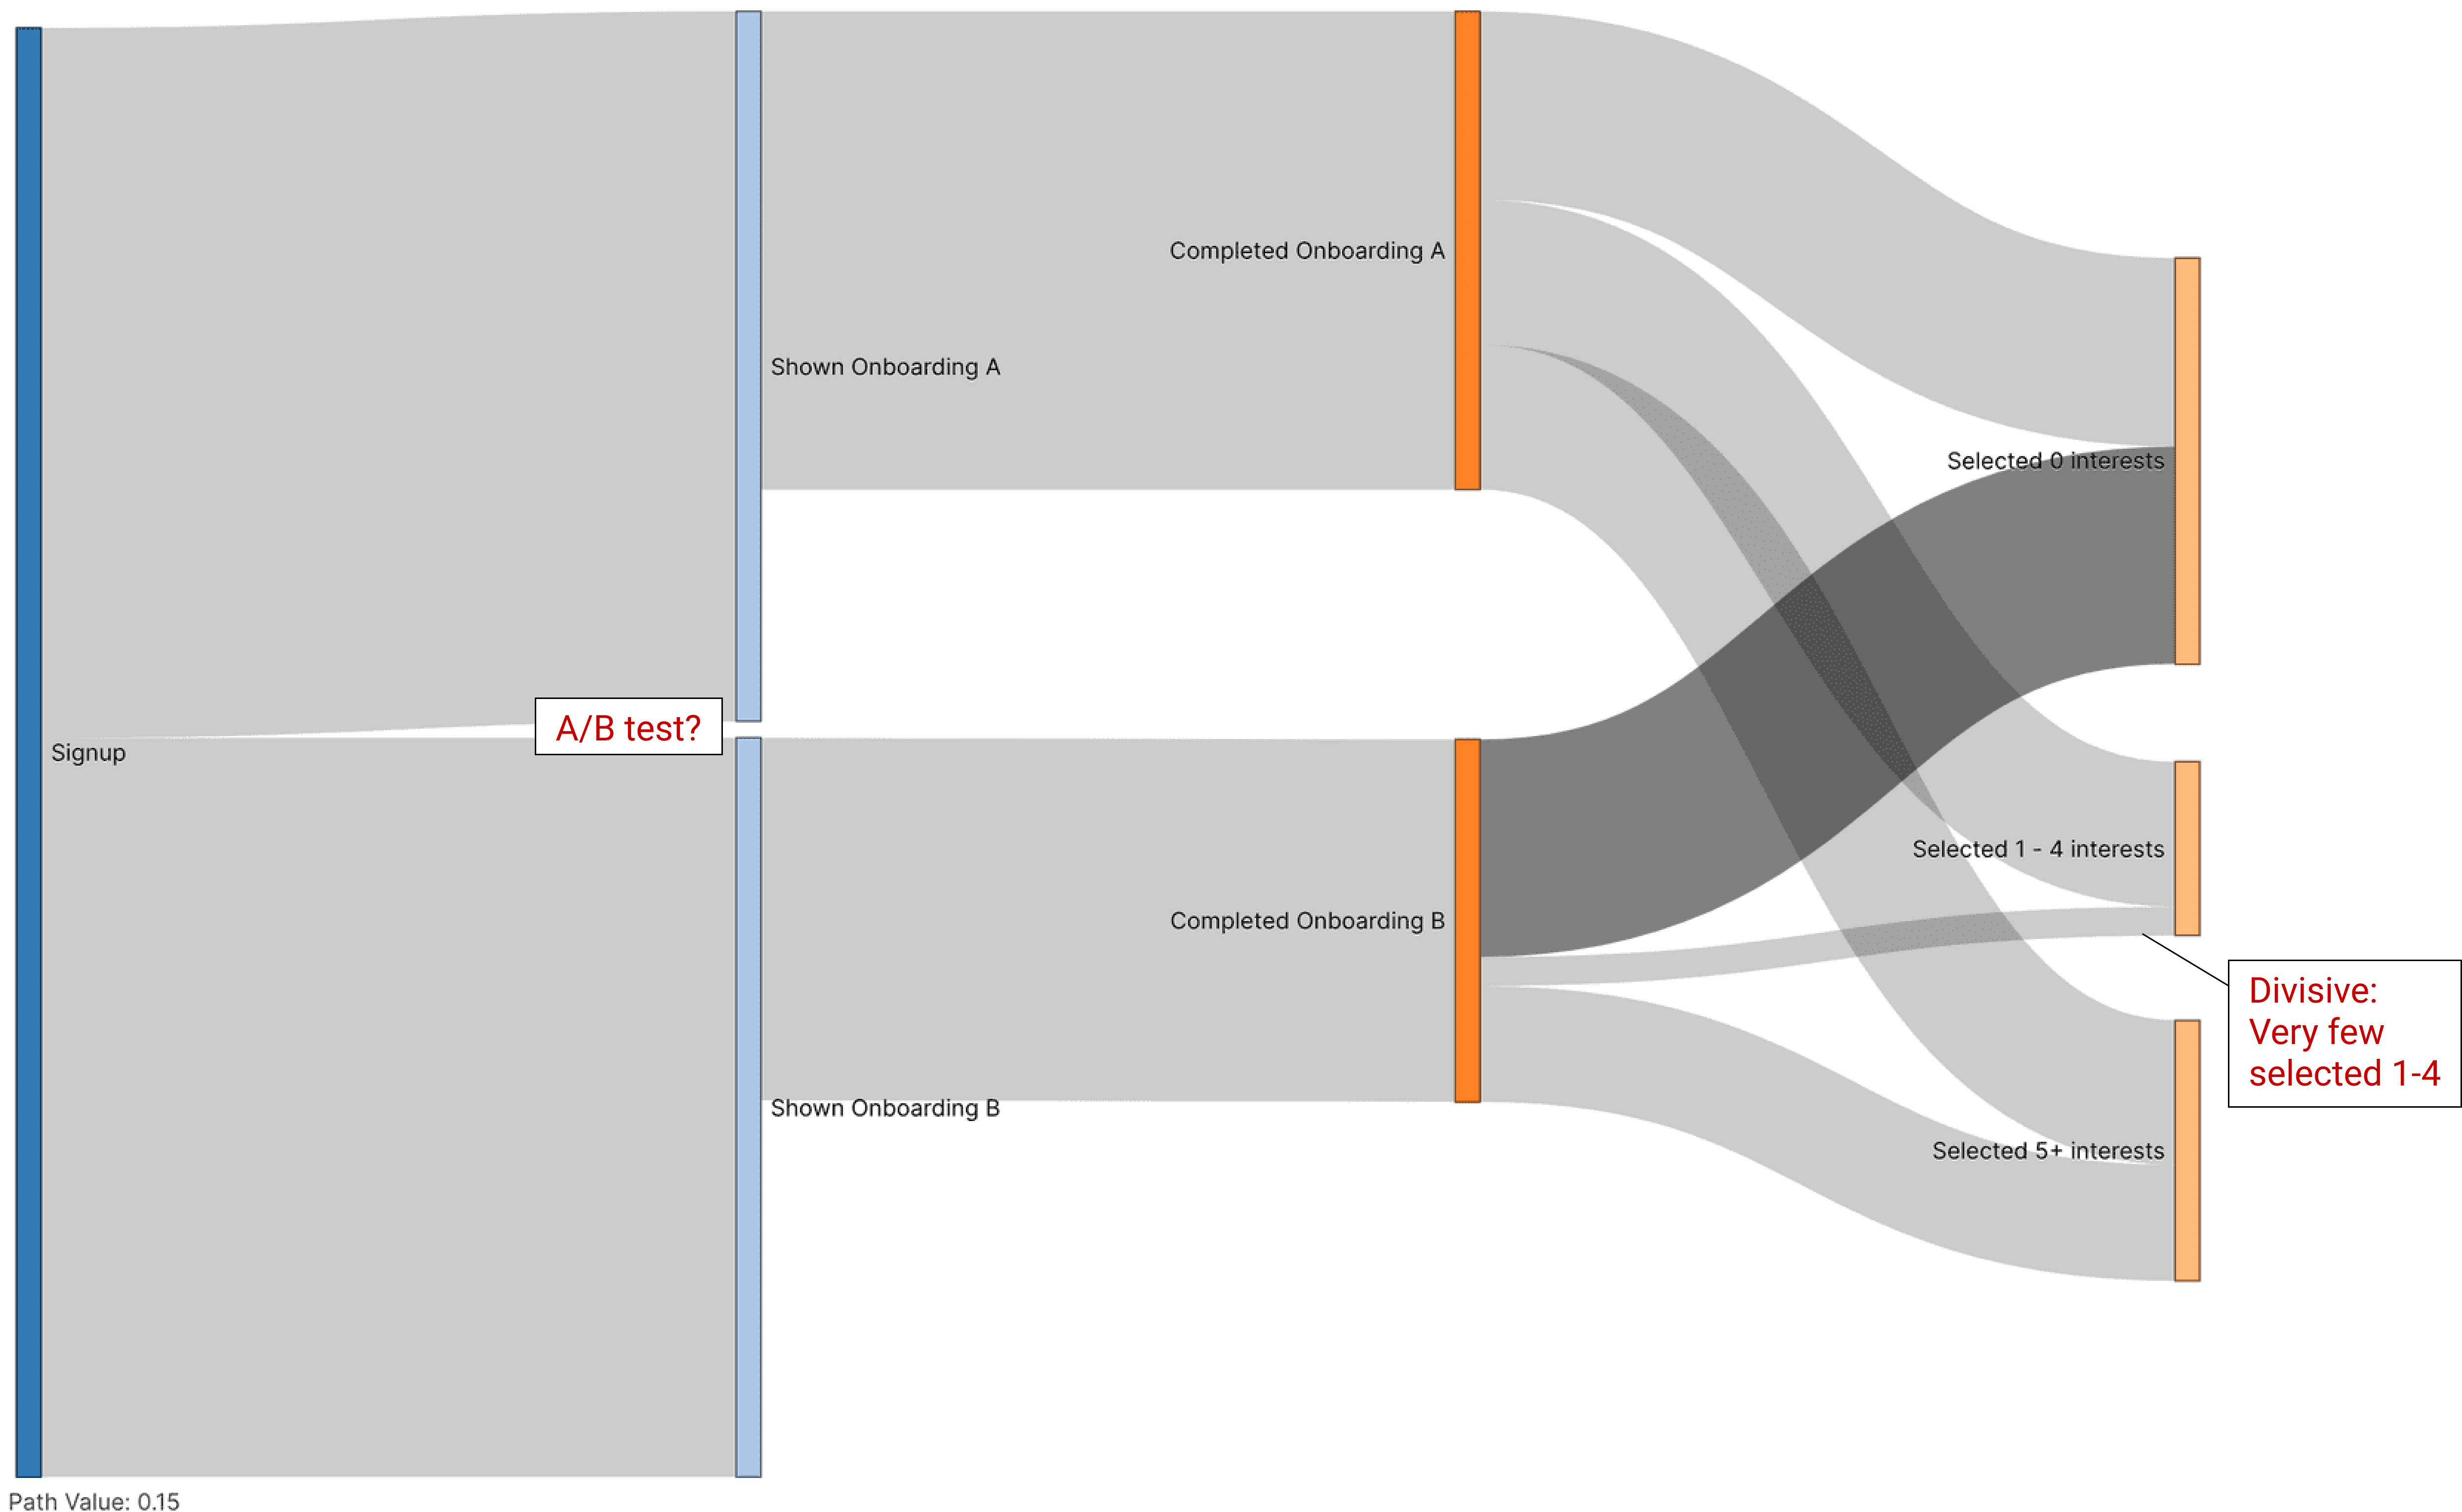 Completed Onboarding A
Shown Onboarding A
Selected 0 interests
A/B test?
Signup
Selected 1 - 4 interests
Completed Onboarding B
Divisive:
Very few
selected 1-4
Shown Onboarding B
Selected 5+ interests
Path Value: 0.15